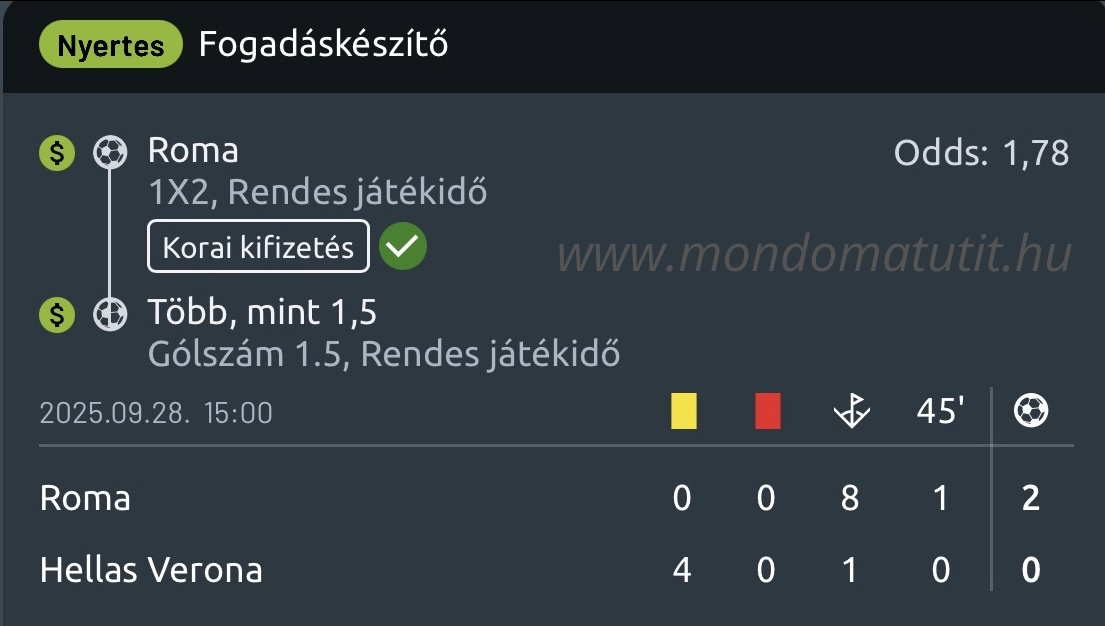 Nyertes Fogadáskészítő
Roma Odds: 1,78
1X2, Rendes játékidő
Korai kifizetés
www.mondomatutit.hu
Több, mint 1,5
Gólszám 1.5, Rendes játékidő
2025.09.28. 15:00 45'
Roma 0 0 8 1 2
Hellas Verona 4 0 1 0 0